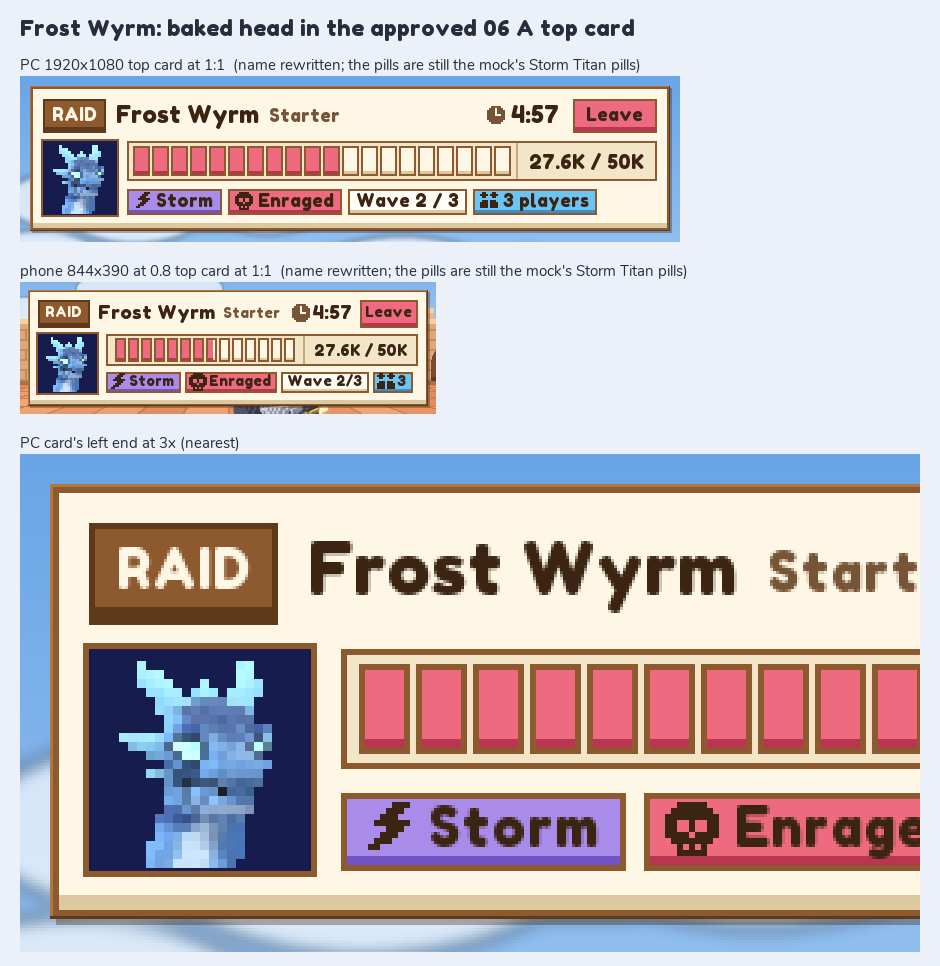 Frost Wyrm: baked head in the approved 06 A top card
PC 1920x1080 top card at 1:1 (name rewritten; the pills are still the mock's Storm Titan pills)
RAID Frost Wyrm Starter 4:57 Leave
27.6K / 50K
Storm Enraged Wave 2 / 3 3 players
phone 844x390 at 0.8 top card at 1:1 (name rewritten; the pills are still the mock's Storm Titan pills)
RAID Frost Wyrm Starter 4:57 Leave
27.6K / 50K
Storm Enraged Wave 2/3 3
PC card's left end at 3x (nearest)
RAID Frost Wyrm Start
Storm Enrage